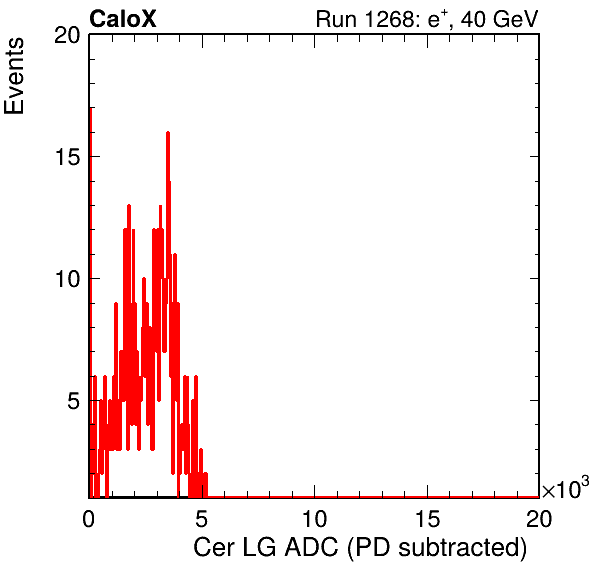 CaloX Run 1268: e⁺, 40 GeV
Events
20
15
10
5
0 5 10 15 20
×10³
Cer LG ADC (PD subtracted)